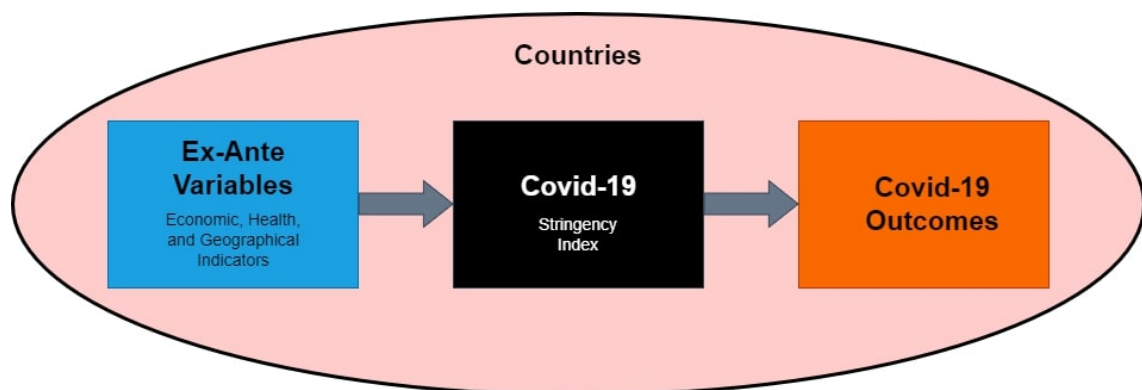 Countries
Ex-Ante
Variables
Economic, Health,
and Geographical
Indicators
Covid-19
Stringency
Index
Covid-19
Outcomes